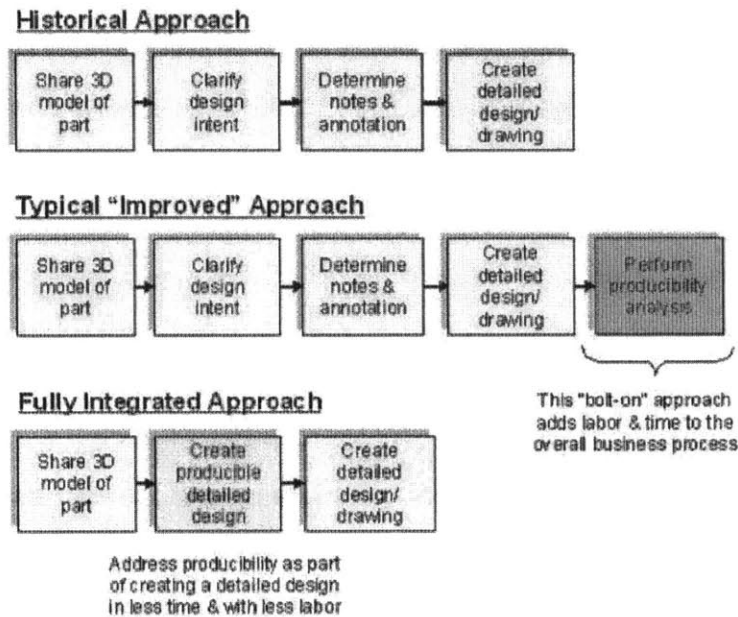 Historical Approach
Share 3D
model of
part
Clarify
design
intent
Determine
notes &
annotation
Create
detailed
design/
drawing
Typical "Improved" Approach
Share 3D
model of
part
Clarify
design
intent
Determine
notes &
annotation
Create
detailed
design/
drawing
Perform
producibility
analysis
This "bolt-on" approach
adds labor & time to the
overall business process
Fully Integrated Approach
Share 3D
model of
part
Create
producible
detailed
design
Create
detailed
design/
drawing
Address producibility as part
of creating a detailed design
in less time & with less labor